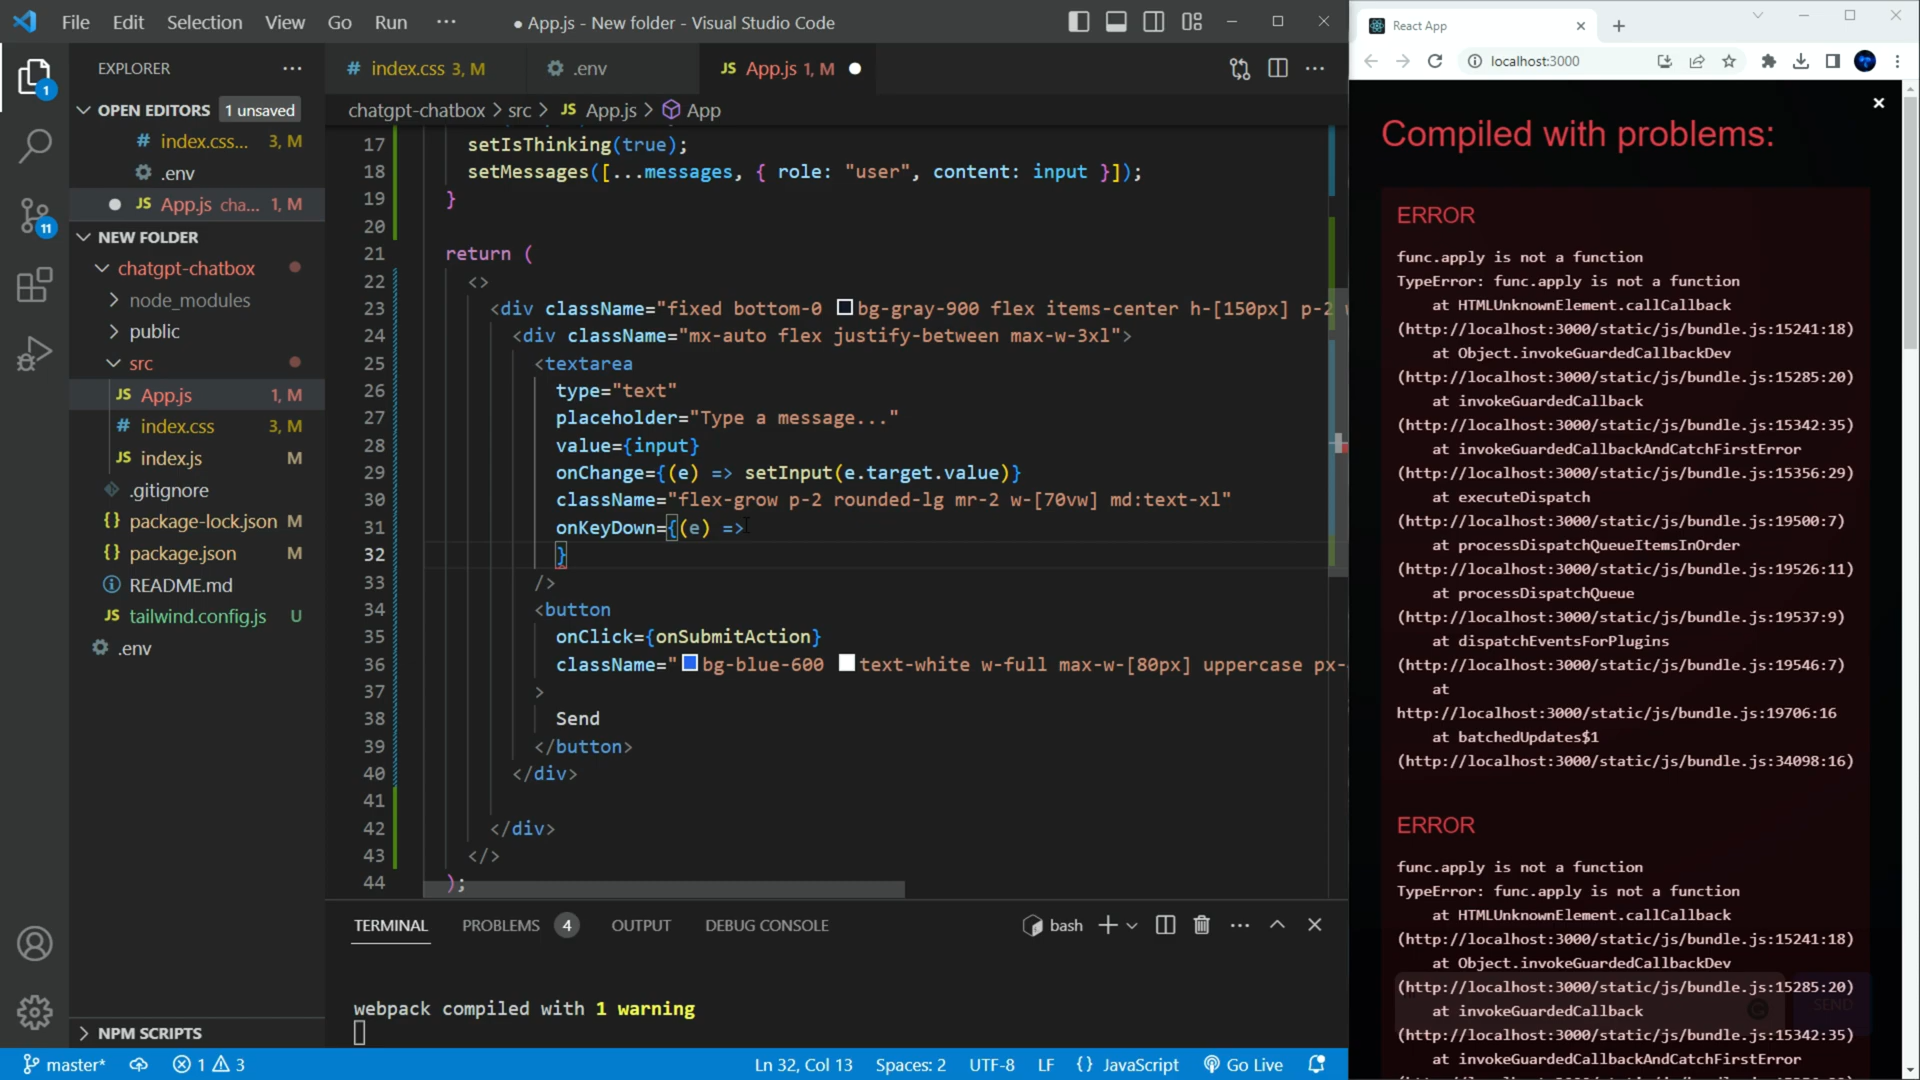 File Edit Selection View Go Run ··· ● App.js - New folder - Visual Studio Code
EXPLORER ···
OPEN EDITORS 1 unsaved
# index.css... 3, M
.env
● JS App.js cha... 1, M
NEW FOLDER
chatgpt-chatbox
node_modules
public
src
JS App.js 1, M
# index.css 3, M
JS index.js M
.gitignore
{} package-lock.json M
{} package.json M
README.md
JS tailwind.config.js U
.env
NPM SCRIPTS
1
11
# index.css 3, M .env JS App.js 1, M ●
chatgpt-chatbox > src > JS App.js > App
17 setIsThinking(true);
18 setMessages([...messages, { role: "user", content: input }]);
19 }
20
21 return (
22 <>
23 <div className="fixed bottom-0 bg-gray-900 flex items-center h-[150px] p-2
24 <div className="mx-auto flex justify-between max-w-3xl">
25 <textarea
26 type="text"
27 placeholder="Type a message..."
28 value={input}
29 onChange={(e) => setInput(e.target.value)}
30 className="flex-grow p-2 rounded-lg mr-2 w-[70vw] md:text-xl"
31 onKeyDown={(e) =>
32 }
33 />
34 <button
35 onClick={onSubmitAction}
36 className="bg-blue-600 text-white w-full max-w-[80px] uppercase px-
37 >
38 Send
39 </button>
40 </div>
41
42 </div>
43 </>
44 );
TERMINAL PROBLEMS 4 OUTPUT DEBUG CONSOLE bash
webpack compiled with 1 warning
master* 1 3 Ln 32, Col 13 Spaces: 2 UTF-8 LF {} JavaScript Go Live
React App
localhost:3000
Compiled with problems:
ERROR
func.apply is not a function
TypeError: func.apply is not a function
at HTMLUnknownElement.callCallback
(http://localhost:3000/static/js/bundle.js:15241:18)
at Object.invokeGuardedCallbackDev
(http://localhost:3000/static/js/bundle.js:15285:20)
at invokeGuardedCallback
(http://localhost:3000/static/js/bundle.js:15342:35)
at invokeGuardedCallbackAndCatchFirstError
(http://localhost:3000/static/js/bundle.js:15356:29)
at executeDispatch
(http://localhost:3000/static/js/bundle.js:19500:7)
at processDispatchQueueItemsInOrder
(http://localhost:3000/static/js/bundle.js:19526:11)
at processDispatchQueue
(http://localhost:3000/static/js/bundle.js:19537:9)
at dispatchEventsForPlugins
(http://localhost:3000/static/js/bundle.js:19546:7)
at
http://localhost:3000/static/js/bundle.js:19706:16
at batchedUpdates$1
(http://localhost:3000/static/js/bundle.js:34098:16)
ERROR
func.apply is not a function
TypeError: func.apply is not a function
at HTMLUnknownElement.callCallback
(http://localhost:3000/static/js/bundle.js:15241:18)
at Object.invokeGuardedCallbackDev
(http://localhost:3000/static/js/bundle.js:15285:20)
SEND
at invokeGuardedCallback
(http://localhost:3000/static/js/bundle.js:15342:35)
at invokeGuardedCallbackAndCatchFirstError